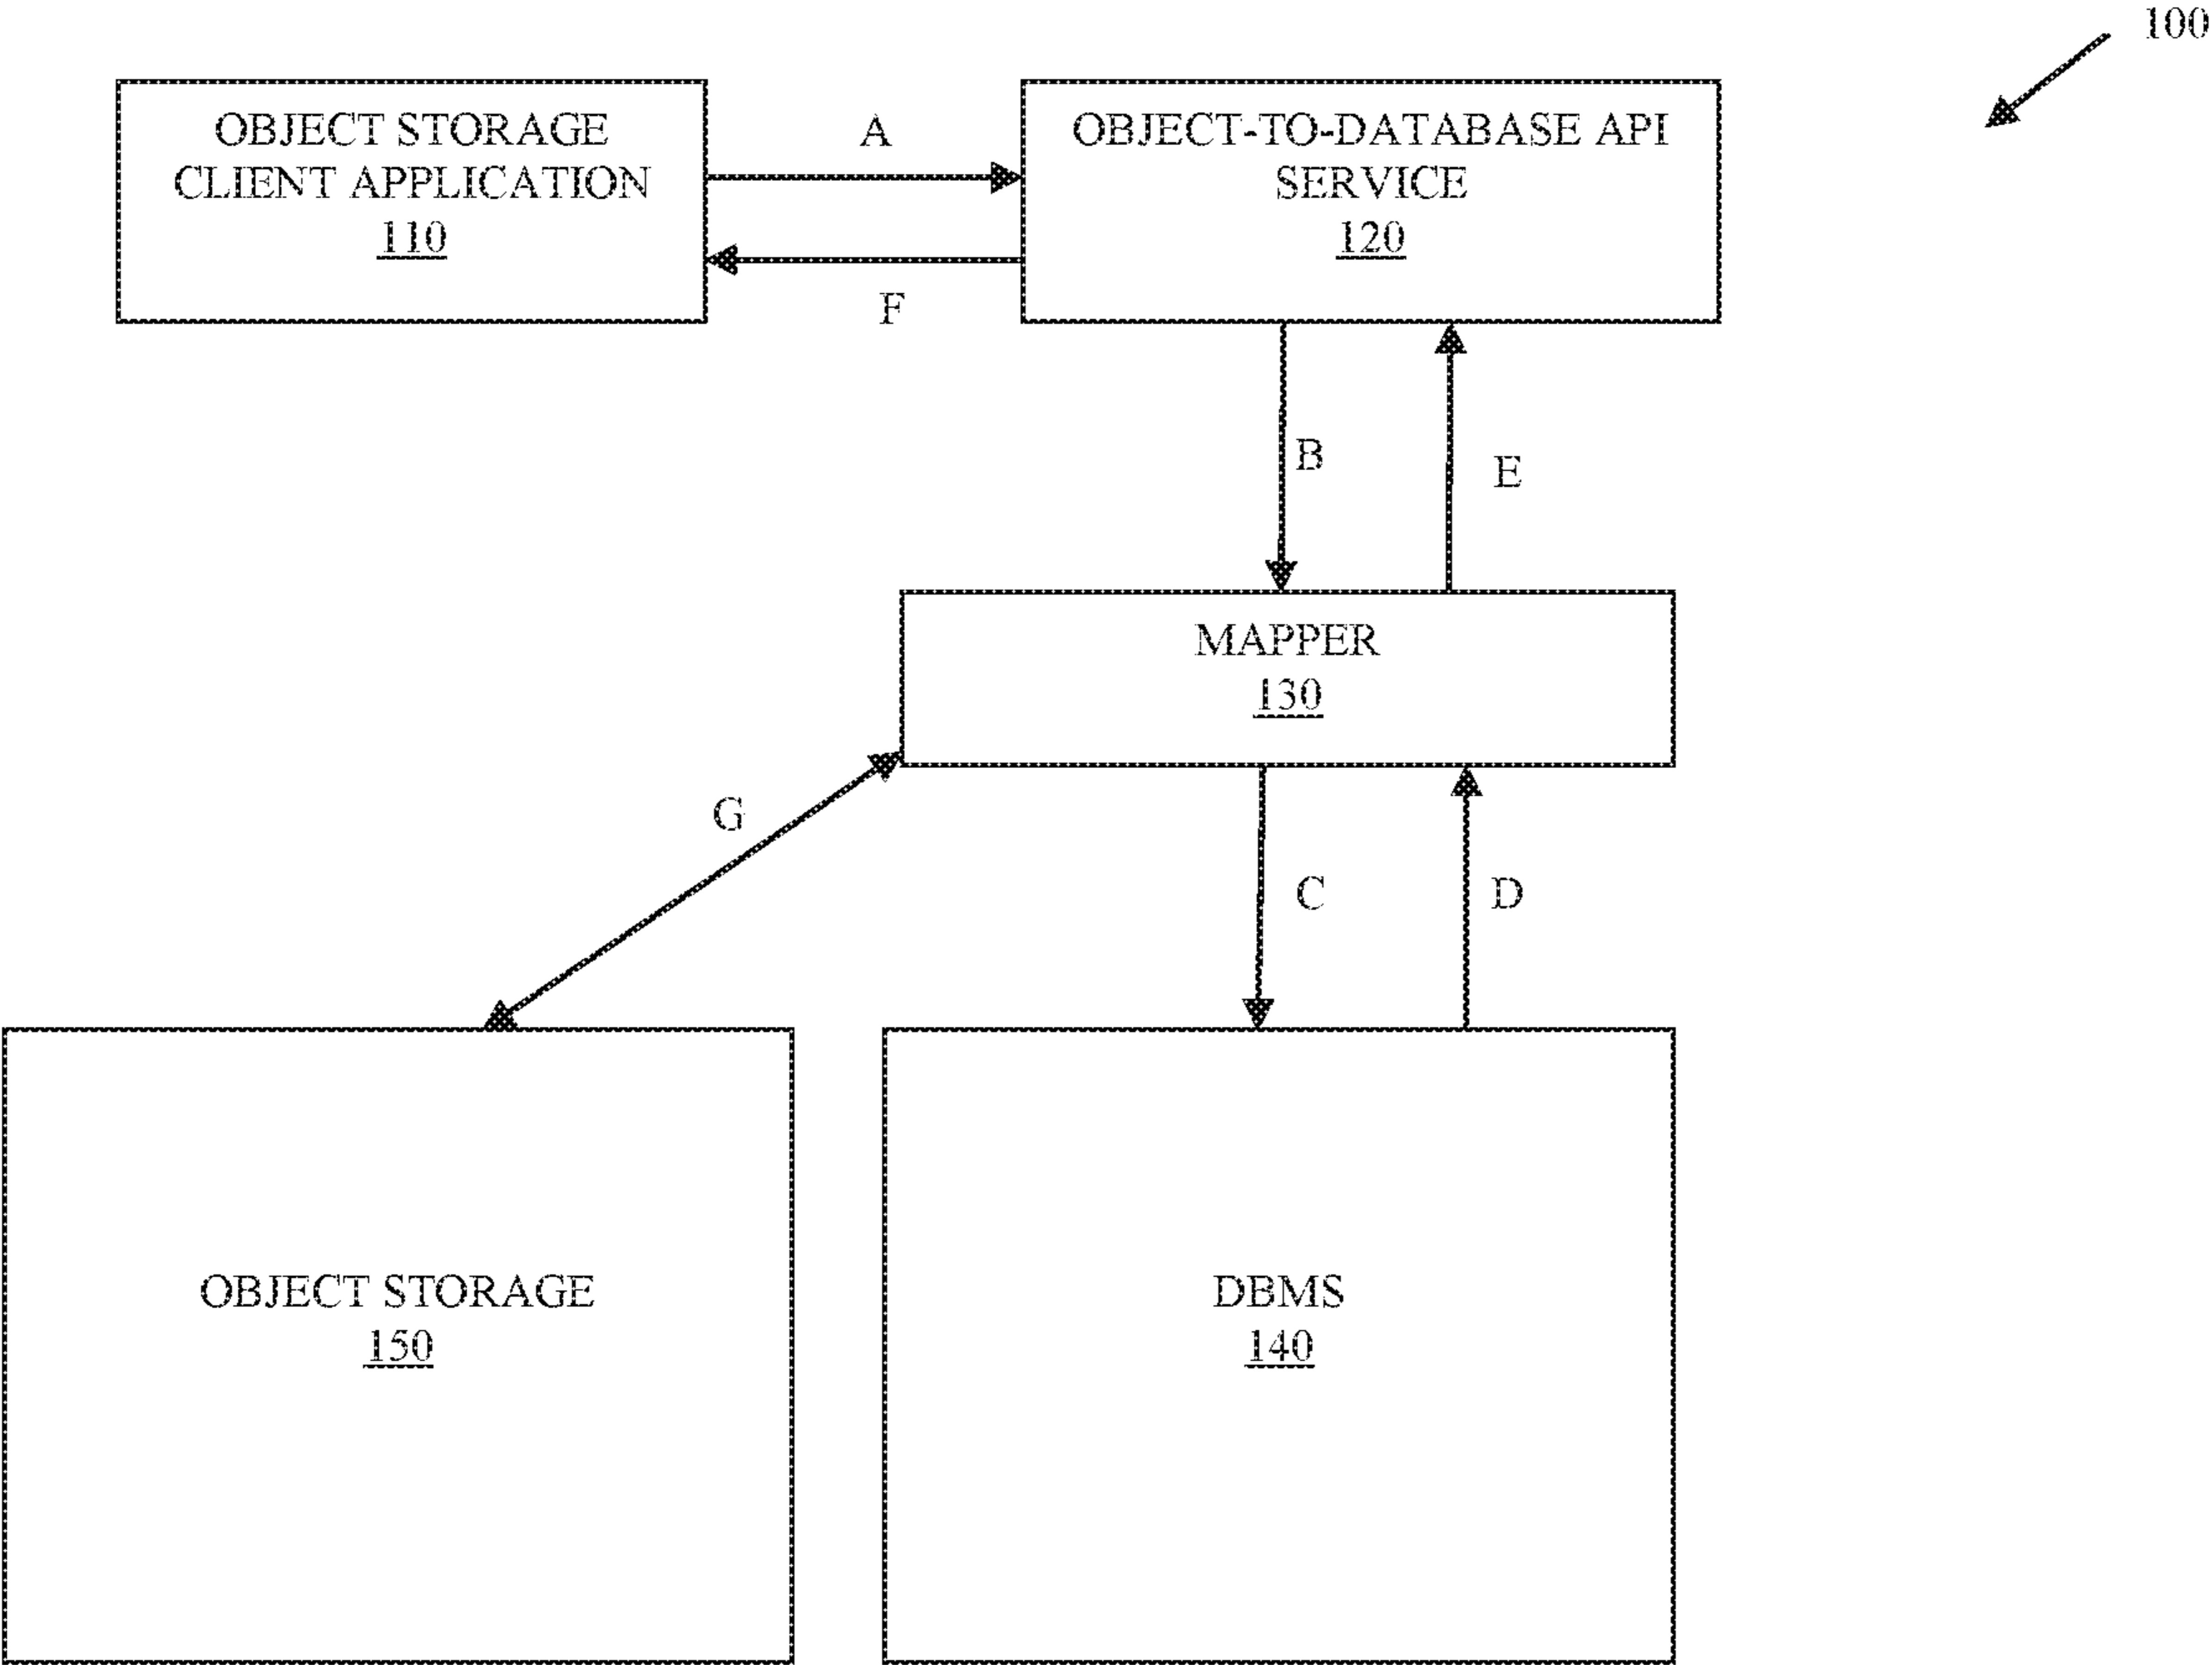 100
OBJECT STORAGE
CLIENT APPLICATION
110
A
F
OBJECT-TO-DATABASE API
SERVICE
120
B
E
MAPPER
130
G
C
D
OBJECT STORAGE
150
DBMS
140